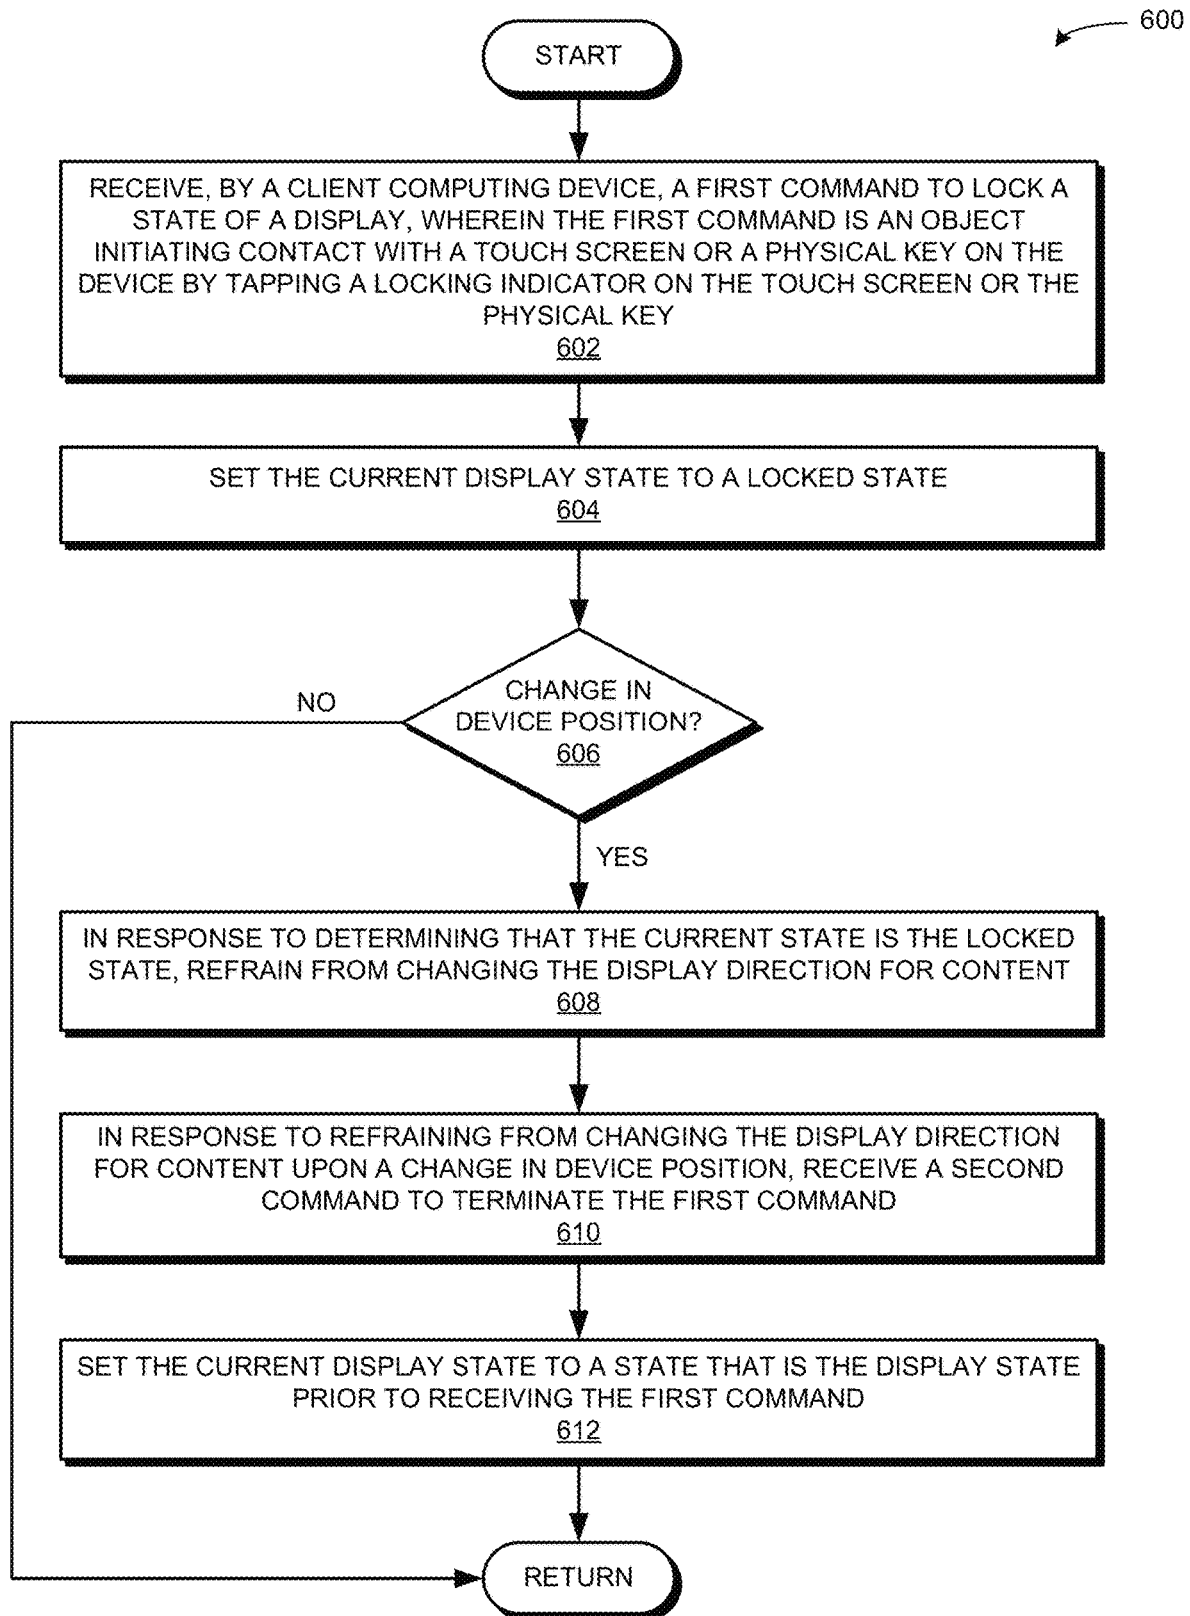 600
START
RECEIVE, BY A CLIENT COMPUTING DEVICE, A FIRST COMMAND TO LOCK A
STATE OF A DISPLAY, WHEREIN THE FIRST COMMAND IS AN OBJECT
INITIATING CONTACT WITH A TOUCH SCREEN OR A PHYSICAL KEY ON THE
DEVICE BY TAPPING A LOCKING INDICATOR ON THE TOUCH SCREEN OR THE
PHYSICAL KEY
602
SET THE CURRENT DISPLAY STATE TO A LOCKED STATE
604
NO
CHANGE IN
DEVICE POSITION?
606
YES
IN RESPONSE TO DETERMINING THAT THE CURRENT STATE IS THE LOCKED
STATE, REFRAIN FROM CHANGING THE DISPLAY DIRECTION FOR CONTENT
608
IN RESPONSE TO REFRAINING FROM CHANGING THE DISPLAY DIRECTION
FOR CONTENT UPON A CHANGE IN DEVICE POSITION, RECEIVE A SECOND
COMMAND TO TERMINATE THE FIRST COMMAND
610
SET THE CURRENT DISPLAY STATE TO A STATE THAT IS THE DISPLAY STATE
PRIOR TO RECEIVING THE FIRST COMMAND
612
RETURN